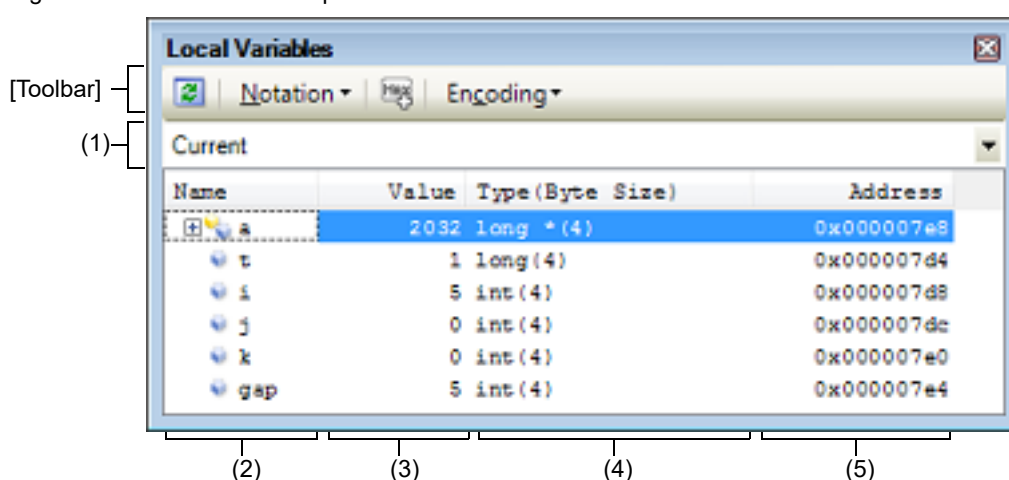 Local Variables
[Toolbar]
Notation Hex Encoding
(1)
Current
Name Value Type(Byte Size) Address
a 2032 long *(4) 0x000007e8
t 1 long(4) 0x000007d4
i 5 int(4) 0x000007d8
j 0 int(4) 0x000007dc
k 0 int(4) 0x000007e0
gap 5 int(4) 0x000007e4
(2) (3) (4) (5)